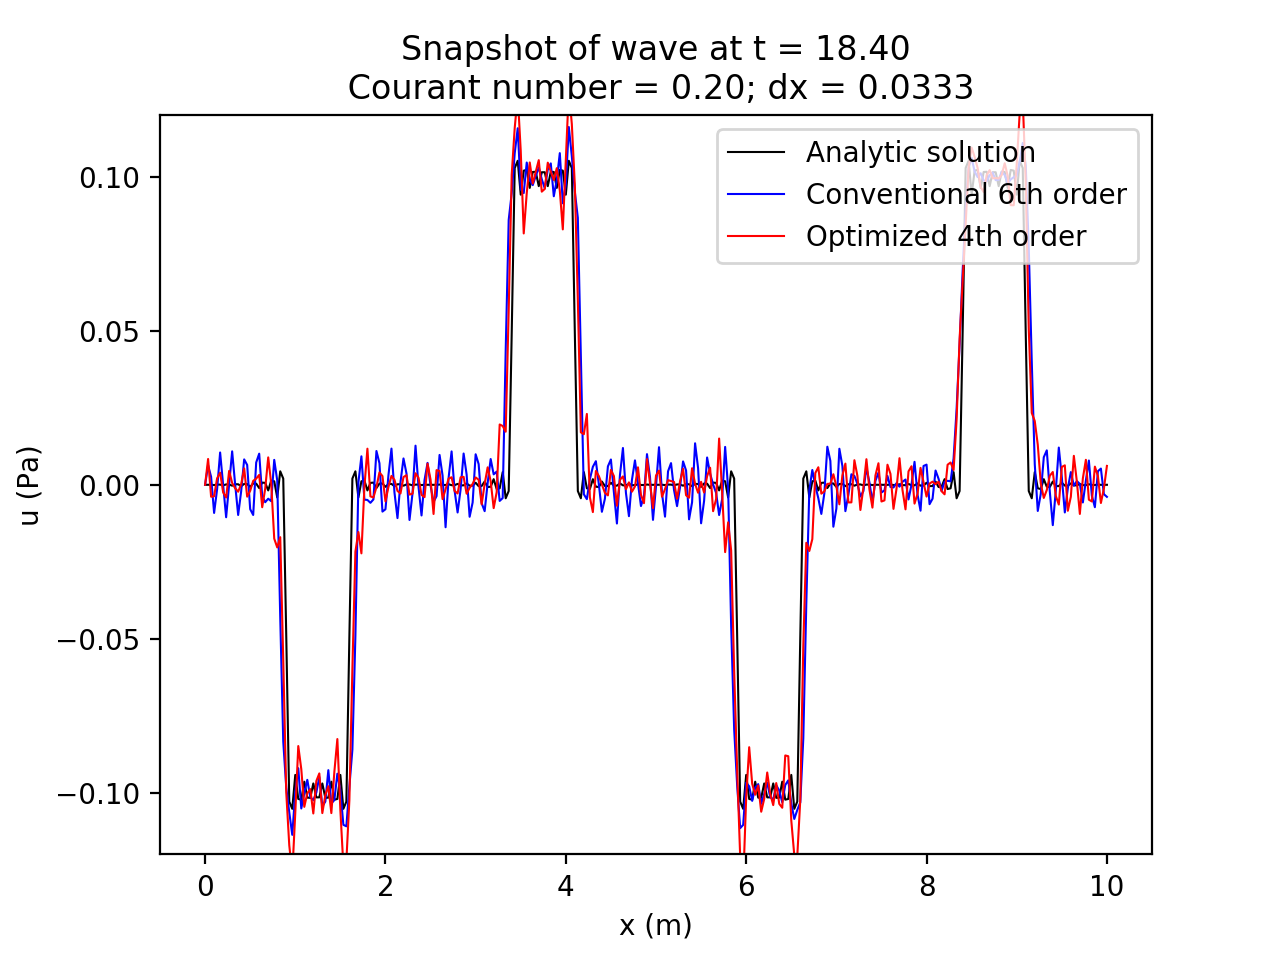 Snapshot of wave at t = 18.40
Courant number = 0.20; dx = 0.0333
Analytic solution
Conventional 6th order
Optimized 4th order
0.10
0.05
0.00
−0.05
−0.10
u (Pa)
0 2 4 6 8 10
x (m)